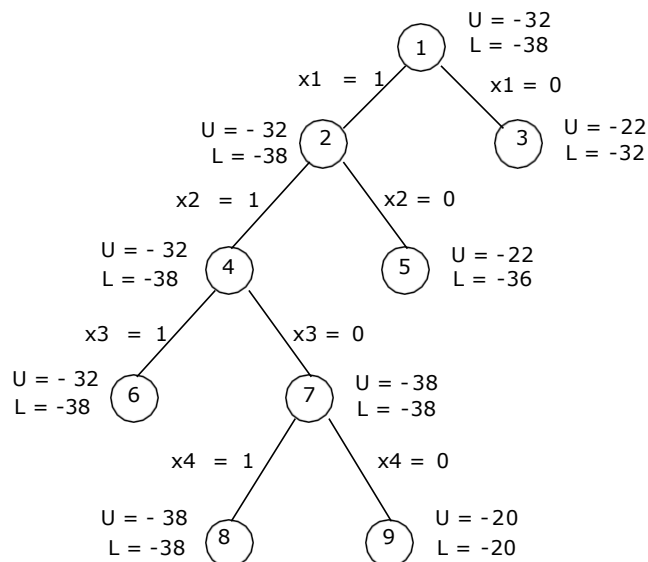 U = -32
1
L = -38
x1 = 1
x1 = 0
U = - 32
2
L = -38
3
U = -22
L = -32
x2 = 1
x2 = 0
U = - 32
4
L = -38
5
U = -22
L = -36
x3 = 1
x3 = 0
U = - 32
6
L = -38
7
U = -38
L = -38
x4 = 1
x4 = 0
U = - 38
8
L = -38
9
U = -20
L = -20